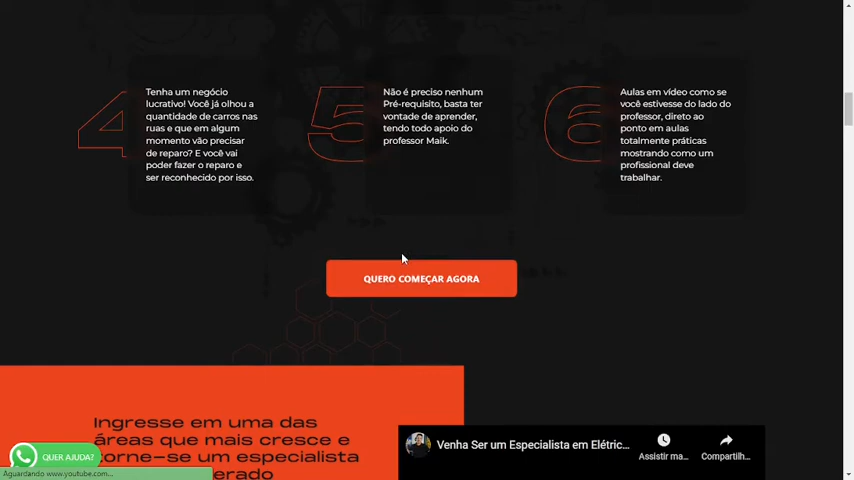 4
Tenha um negócio
lucrativo! Você já olhou a
quantidade de carros nas
ruas e que em algum
momento vão precisar
de reparo? E você vai
poder fazer o reparo e
ser reconhecido por isso.
5
Não é preciso nenhum
Pré-requisito, basta ter
vontade de aprender,
tendo todo apoio do
professor Maik.
6
Aulas em vídeo como se
você estivesse do lado do
professor, direto ao
ponto em aulas
totalmente práticas
mostrando como um
profissional deve
trabalhar.
QUERO COMEÇAR AGORA
Ingresse em uma das
áreas que mais cresce e
torne-se um especialista
Venha Ser um Especialista em Elétric...
Assistir ma...
Compartilh...
QUER AJUDA?
Aguardando www.youtube.com...